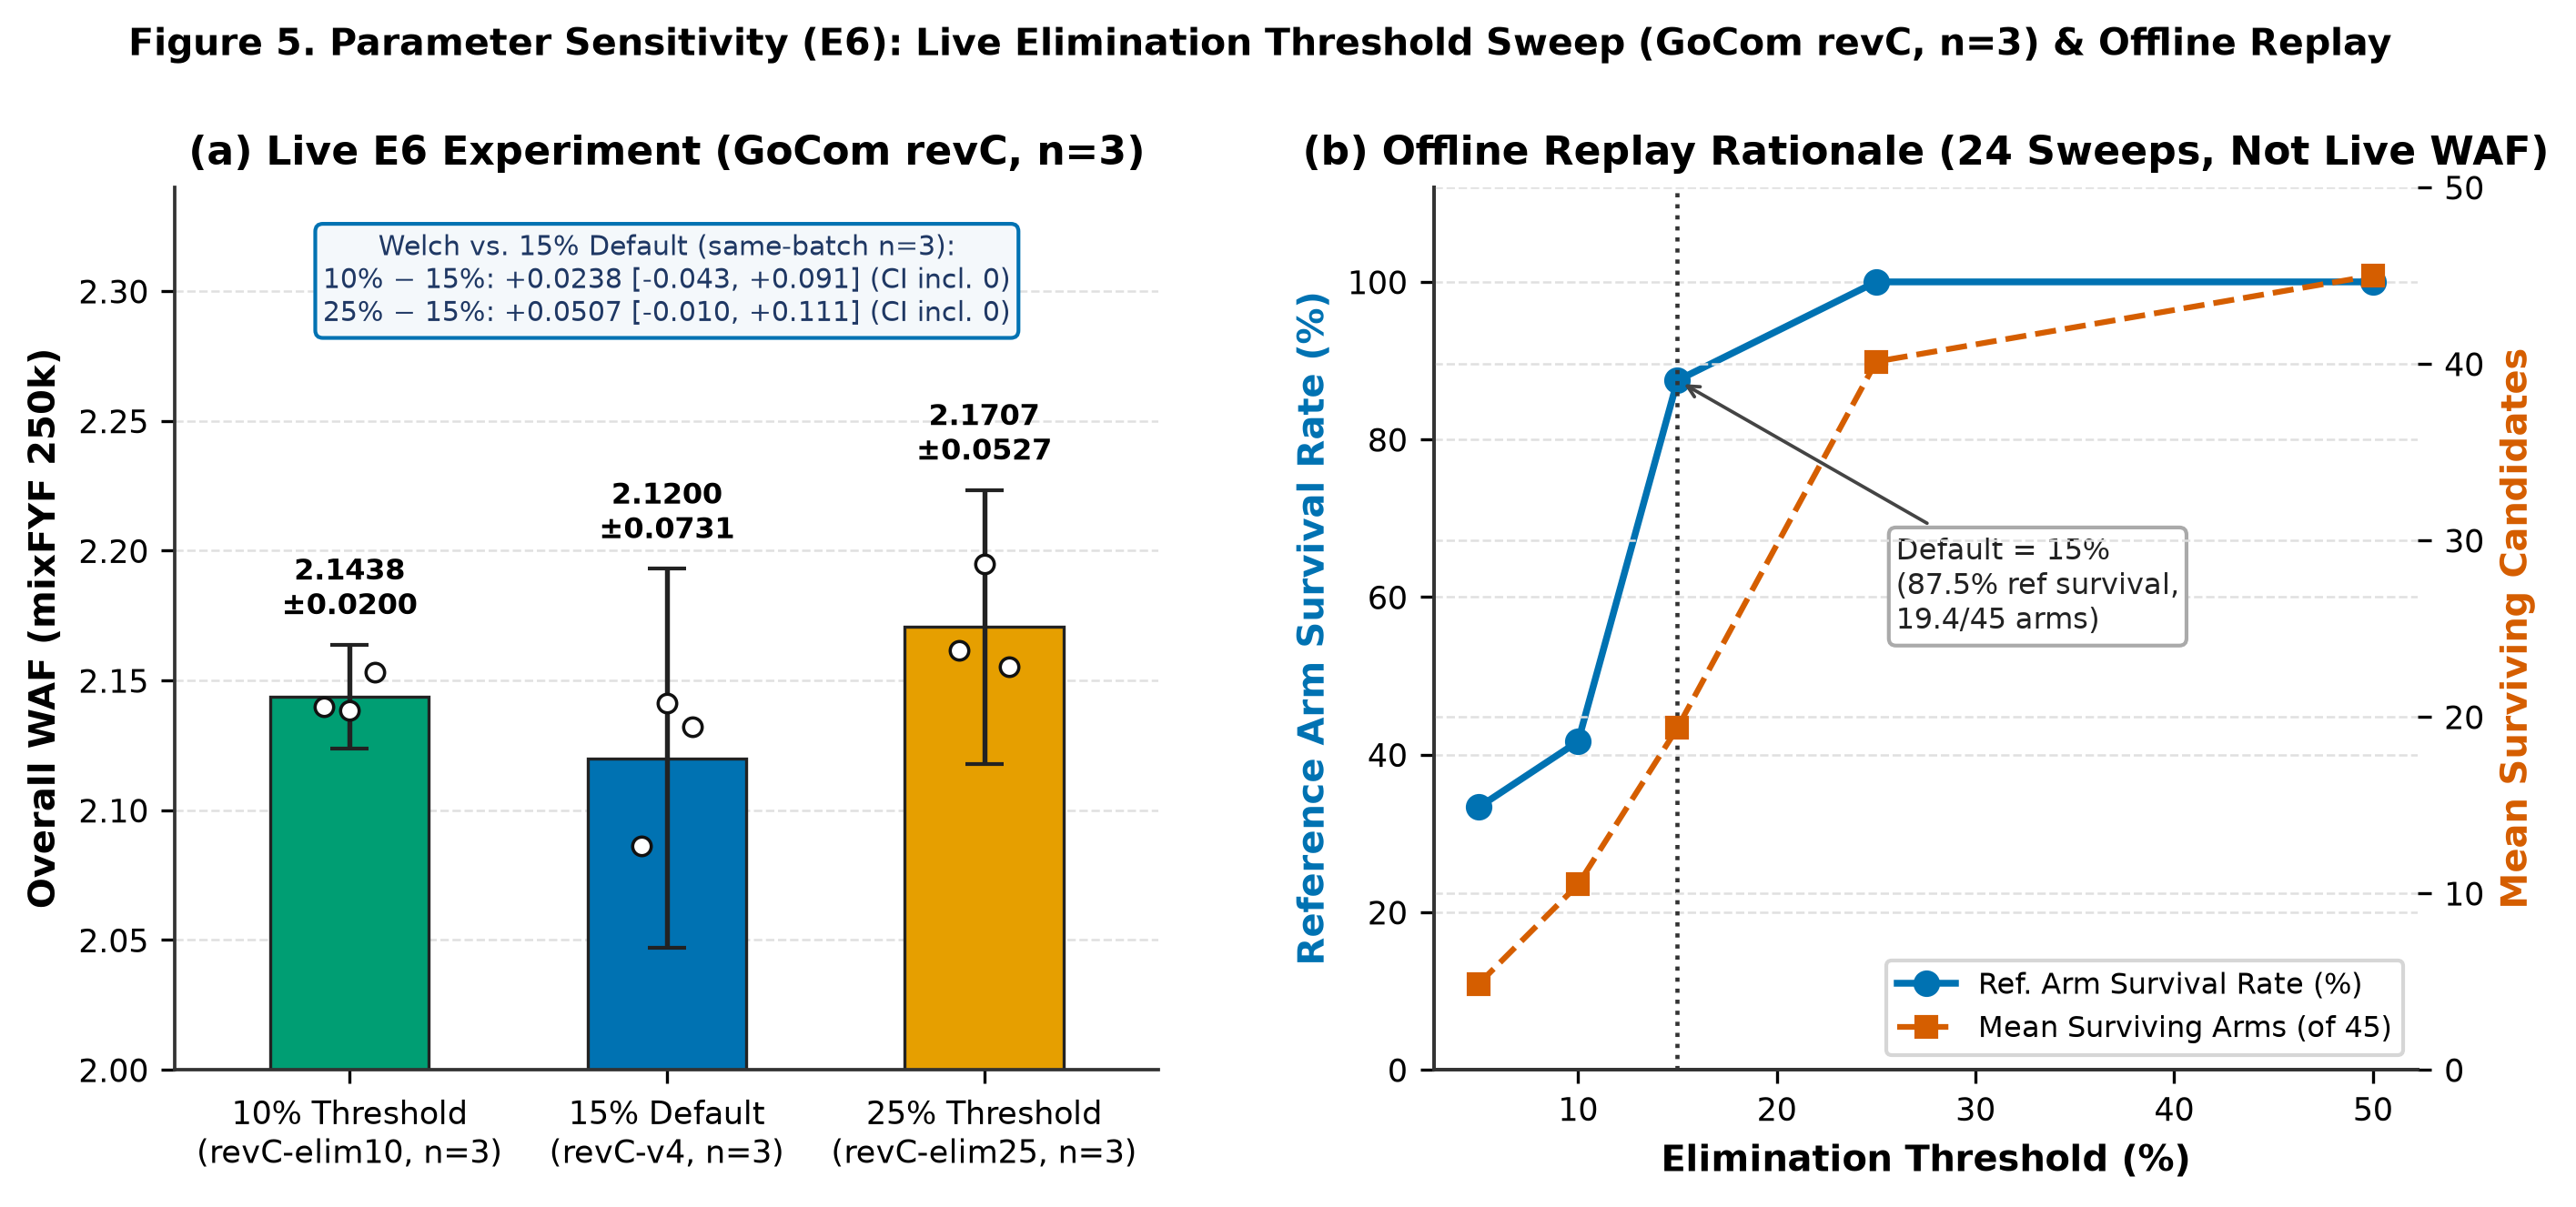 Figure 5. Parameter Sensitivity (E6): Live Elimination Threshold Sweep (GoCom revC, n=3) & Offline Replay
(a) Live E6 Experiment (GoCom revC, n=3)
Overall WAF (mixFYF 250k)
2.30
2.25
2.20
2.15
2.10
2.05
2.00
Welch vs. 15% Default (same-batch n=3):
10% − 15%: +0.0238 [-0.043, +0.091] (CI incl. 0)
25% − 15%: +0.0507 [-0.010, +0.111] (CI incl. 0)
2.1438
±0.0200
2.1200
±0.0731
2.1707
±0.0527
10% Threshold
(revC-elim10, n=3)
15% Default
(revC-v4, n=3)
25% Threshold
(revC-elim25, n=3)
(b) Offline Replay Rationale (24 Sweeps, Not Live WAF)
Reference Arm Survival Rate (%)
100
80
60
40
20
0
Default = 15%
(87.5% ref survival,
19.4/45 arms)
Ref. Arm Survival Rate (%)
Mean Surviving Arms (of 45)
50
40
30
20
10
0
Mean Surviving Candidates
10
20
30
40
50
Elimination Threshold (%)